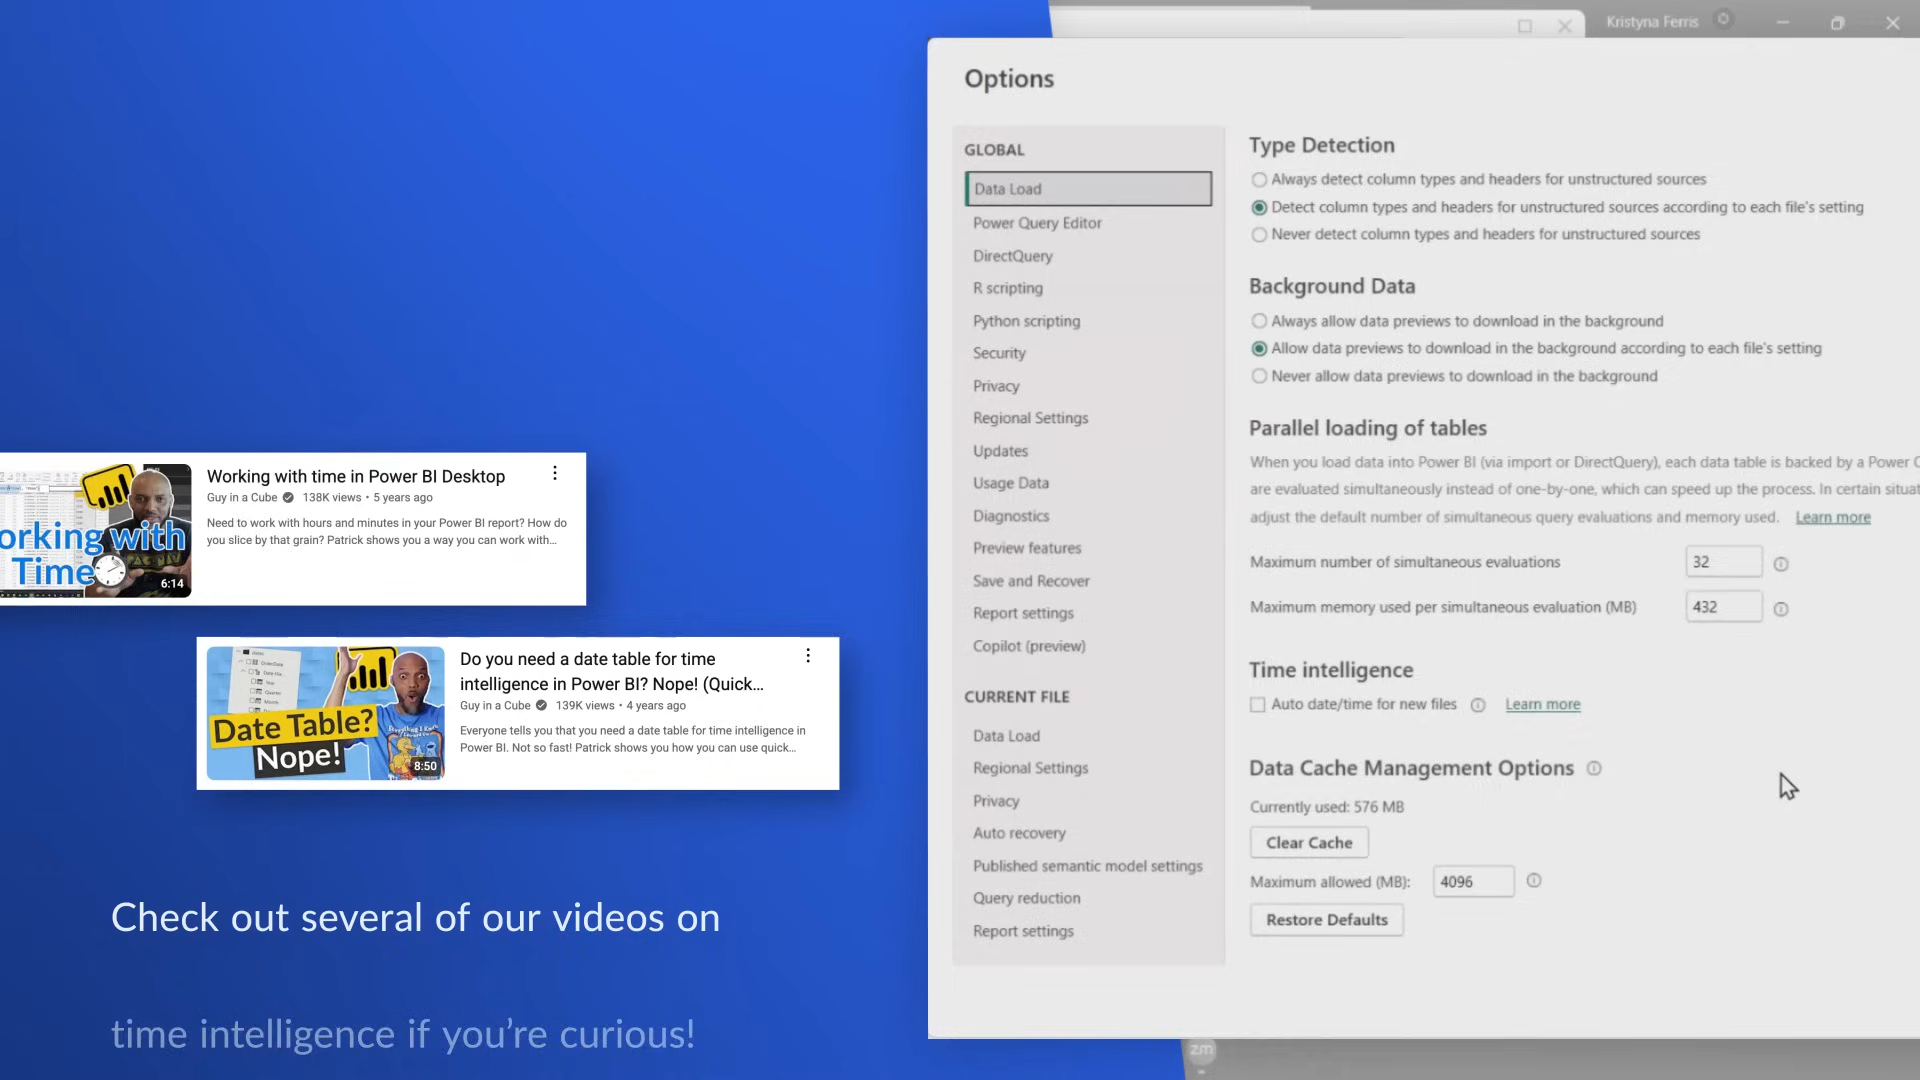 Working with time in Power BI Desktop
Guy in a Cube 138K views • 5 years ago
Need to work with hours and minutes in your Power BI report? How do
you slice by that grain? Patrick shows you a way you can work with...
orking with
Time
6:14
Do you need a date table for time
intelligence in Power BI? Nope! (Quick...
Guy in a Cube 139K views • 4 years ago
Everyone tells you that you need a date table for time intelligence in
Power BI. Not so fast! Patrick shows you how you can use quick...
Date Table?
Nope!
8:50
Check out several of our videos on
time intelligence if you’re curious!
Kristyna Ferris
Options
GLOBAL
Data Load
Power Query Editor
DirectQuery
R scripting
Python scripting
Security
Privacy
Regional Settings
Updates
Usage Data
Diagnostics
Preview features
Save and Recover
Report settings
Copilot (preview)
CURRENT FILE
Data Load
Regional Settings
Privacy
Auto recovery
Published semantic model settings
Query reduction
Report settings
Type Detection
Always detect column types and headers for unstructured sources
Detect column types and headers for unstructured sources according to each file's setting
Never detect column types and headers for unstructured sources
Background Data
Always allow data previews to download in the background
Allow data previews to download in the background according to each file's setting
Never allow data previews to download in the background
Parallel loading of tables
When you load data into Power BI (via import or DirectQuery), each data table is backed by a Power
are evaluated simultaneously instead of one-by-one, which can speed up the process. In certain
adjust the default number of simultaneous query evaluations and memory used. Learn more
Maximum number of simultaneous evaluations 32
Maximum memory used per simultaneous evaluation (MB) 432
Time intelligence
Auto date/time for new files Learn more
Data Cache Management Options
Currently used: 576 MB
Clear Cache
Maximum allowed (MB): 4096
Restore Defaults
zm